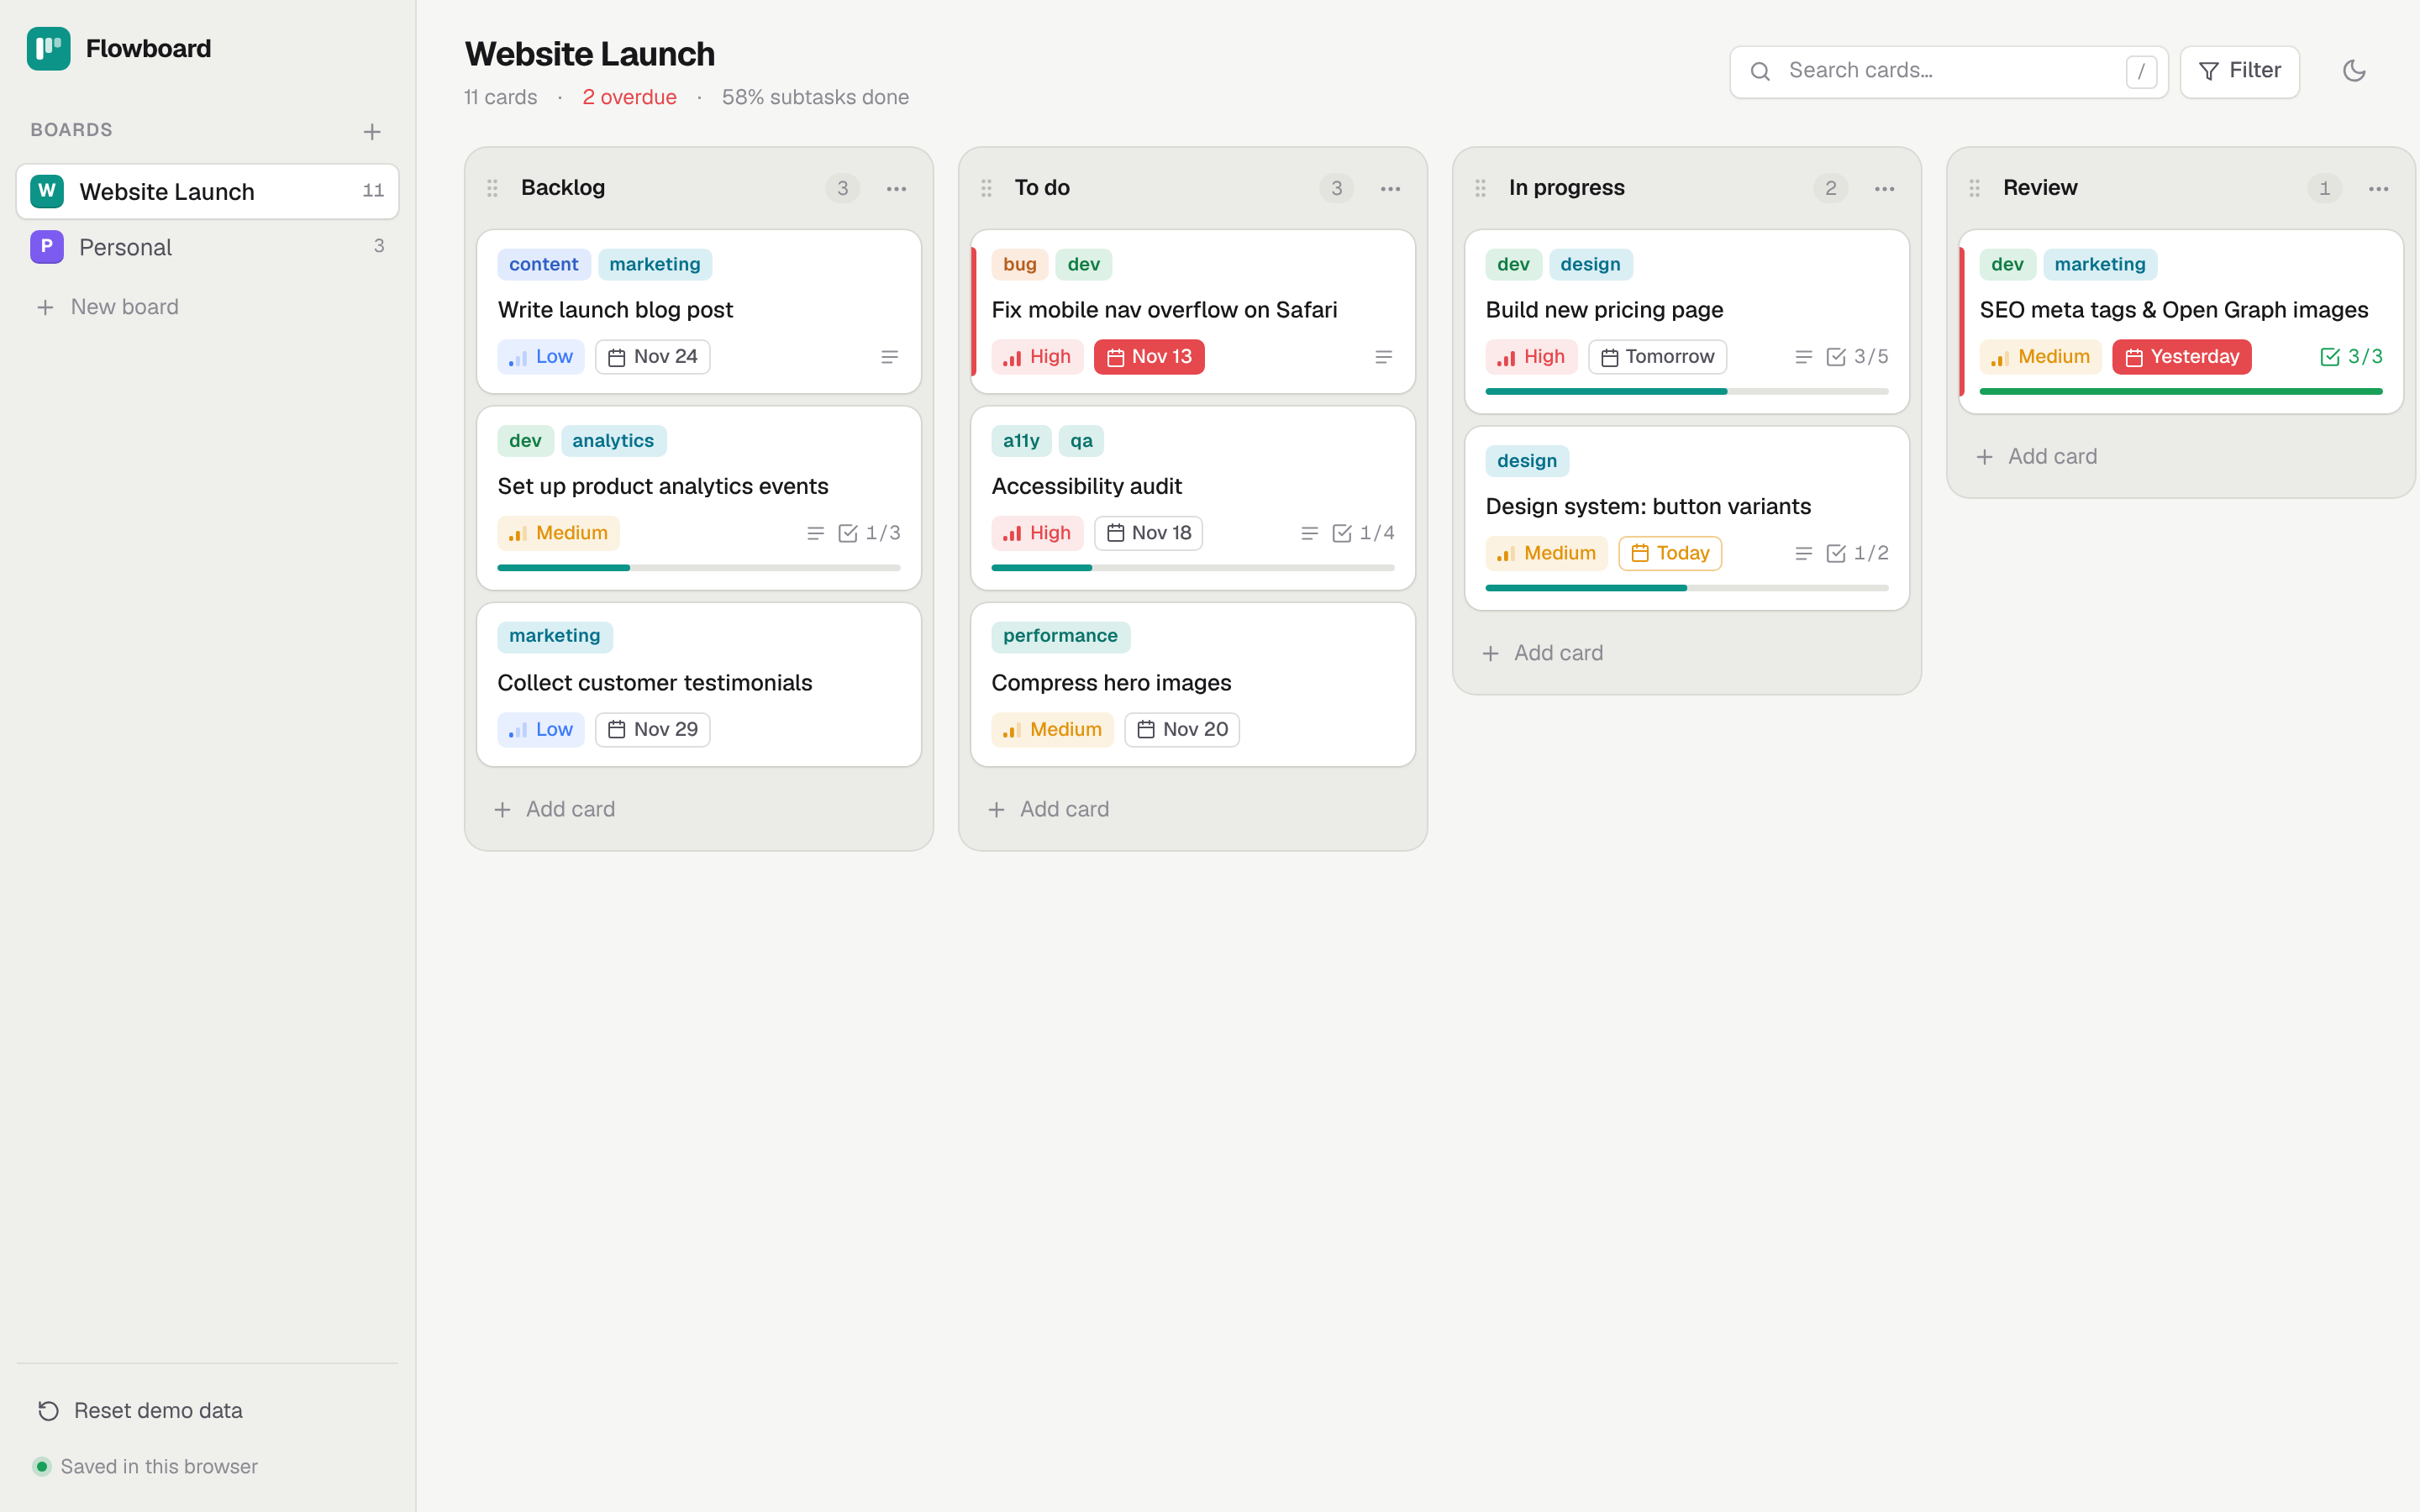 Flowboard
BOARDS
W Website Launch 11
P Personal 3
New board
Reset demo data
Saved in this browser
Website Launch
11 cards · 2 overdue · 58% subtasks done
Search cards... /
Filter
Backlog 3
content marketing
Write launch blog post
Low Nov 24
dev analytics
Set up product analytics events
Medium 1/3
marketing
Collect customer testimonials
Low Nov 29
Add card
To do 3
bug dev
Fix mobile nav overflow on Safari
High Nov 13
a11y qa
Accessibility audit
High Nov 18 1/4
performance
Compress hero images
Medium Nov 20
Add card
In progress 2
dev design
Build new pricing page
High Tomorrow 3/5
design
Design system: button variants
Medium Today 1/2
Add card
Review 1
dev marketing
SEO meta tags & Open Graph images
Medium Yesterday 3/3
Add card